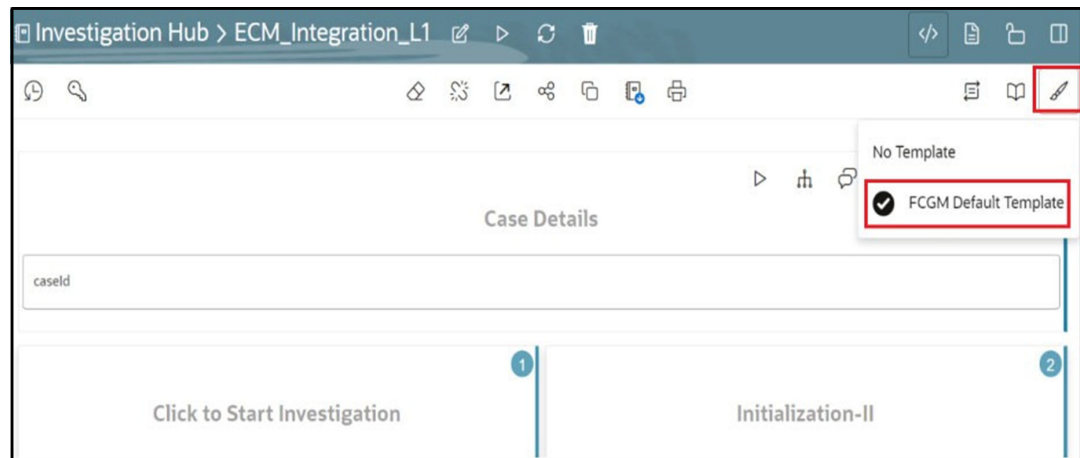 Investigation Hub > ECM_Integration_L1
</>
No Template
FCGM Default Template
Case Details
caseId
1
2
Click to Start Investigation
Initialization-II